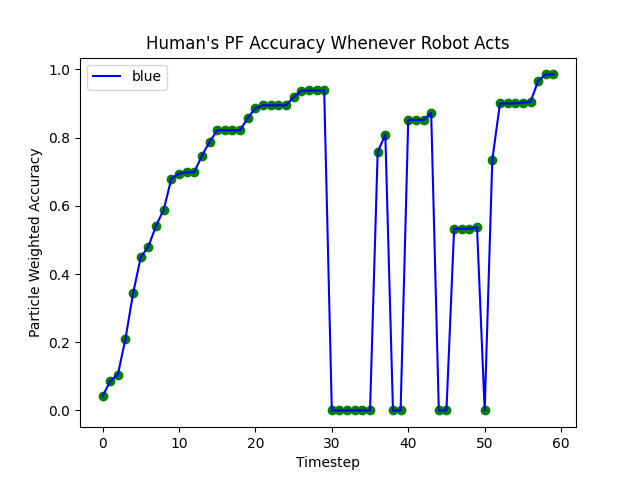 Human's PF Accuracy Whenever Robot Acts
blue
1.0
0.8
0.6
0.4
0.2
0.0
Particle Weighted Accuracy
0 10 20 30 40 50 60
Timestep